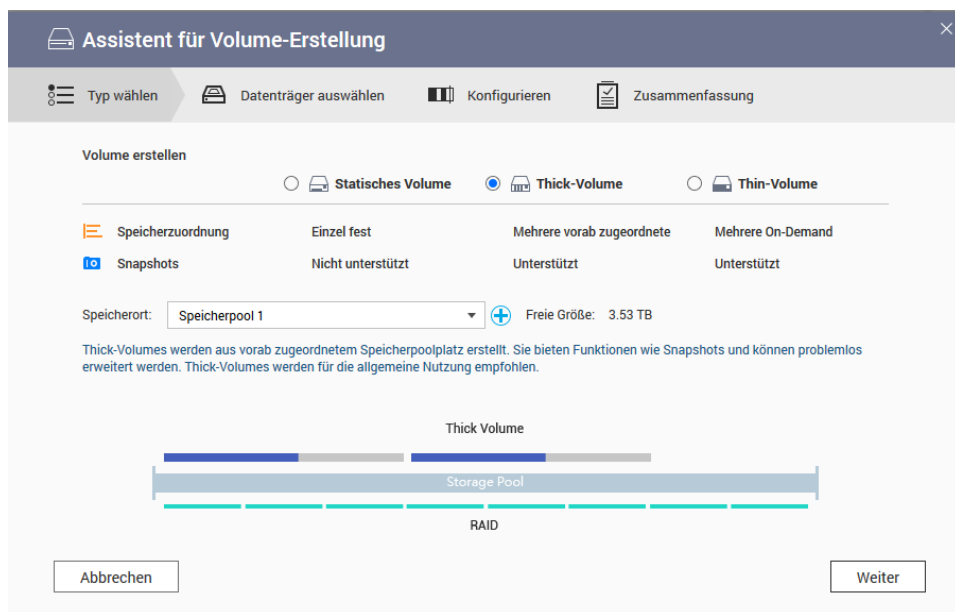 Assistent für Volume-Erstellung
Typ wählen Datenträger auswählen Konfigurieren Zusammenfassung
Volume erstellen
Statisches Volume Thick-Volume Thin-Volume
Speicherzuordnung Einzel fest Mehrere vorab zugeordnete Mehrere On-Demand
Snapshots Nicht unterstützt Unterstützt Unterstützt
Speicherort: Speicherpool 1 Freie Größe: 3.53 TB
Thick-Volumes werden aus vorab zugeordnetem Speicherpoolplatz erstellt. Sie bieten Funktionen wie Snapshots und können problemlos
erweitert werden. Thick-Volumes werden für die allgemeine Nutzung empfohlen.
Thick Volume
Storage Pool
RAID
Abbrechen Weiter